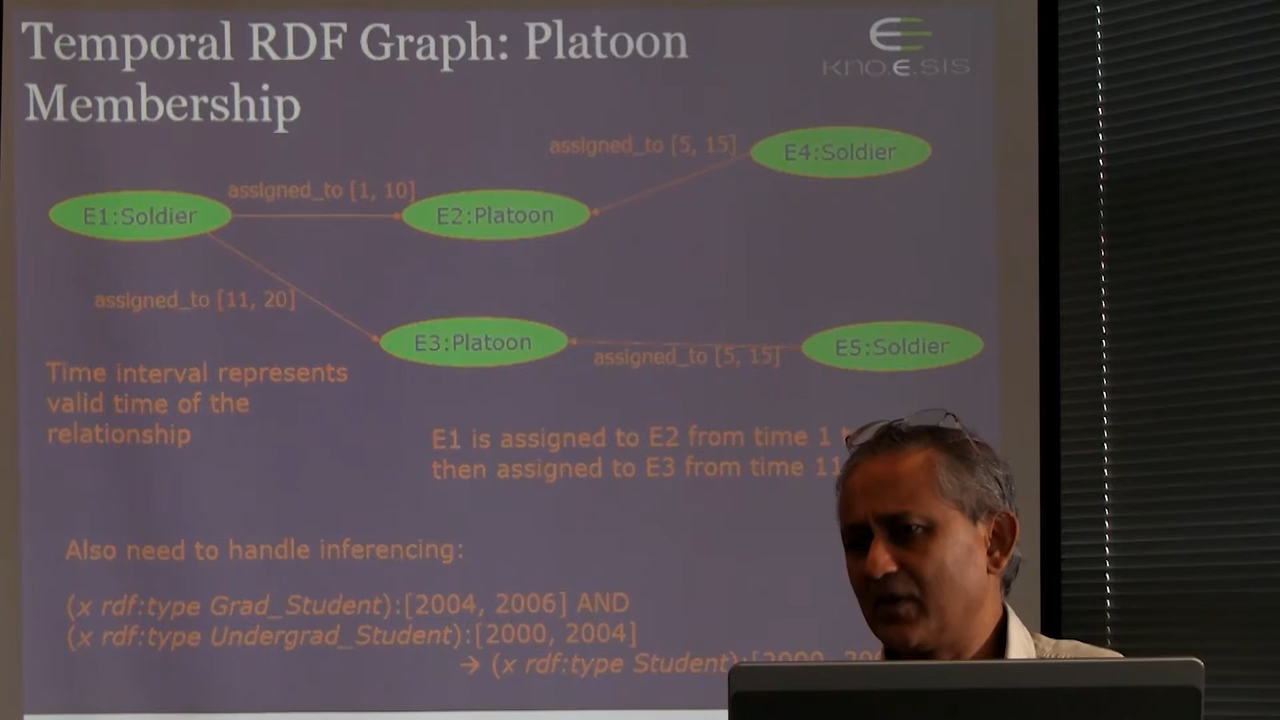 Temporal RDF Graph: Platoon
Membership
kno.e.sis
assigned_to [5, 15]
E4:Soldier
assigned_to [1, 10]
E1:Soldier
E2:Platoon
assigned_to [11, 20]
E3:Platoon
assigned_to [5, 15]
E5:Soldier
Time interval represents
valid time of the
relationship
E1 is assigned to E2 from time 1
then assigned to E3 from time 11
Also need to handle inferencing:
(x rdf:type Grad_Student):[2004, 2006] AND
(x rdf:type Undergrad_Student):[2000, 2004]
→ (x rdf:type Student):[2000,